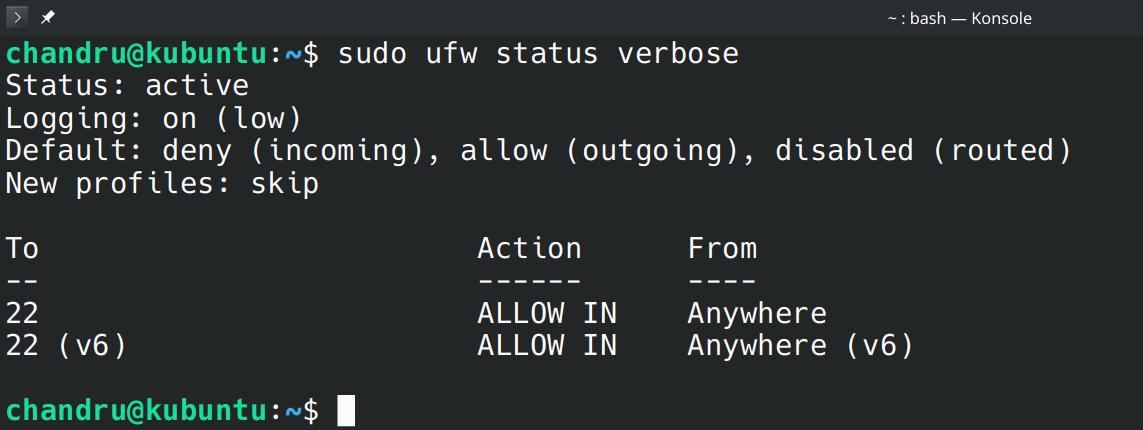 ~ : bash — Konsole
chandru@kubuntu:~$ sudo ufw status verbose
Status: active
Logging: on (low)
Default: deny (incoming), allow (outgoing), disabled (routed)
New profiles: skip
To                         Action      From
--                         ------      ----
22                         ALLOW IN    Anywhere
22 (v6)                    ALLOW IN    Anywhere (v6)
chandru@kubuntu:~$